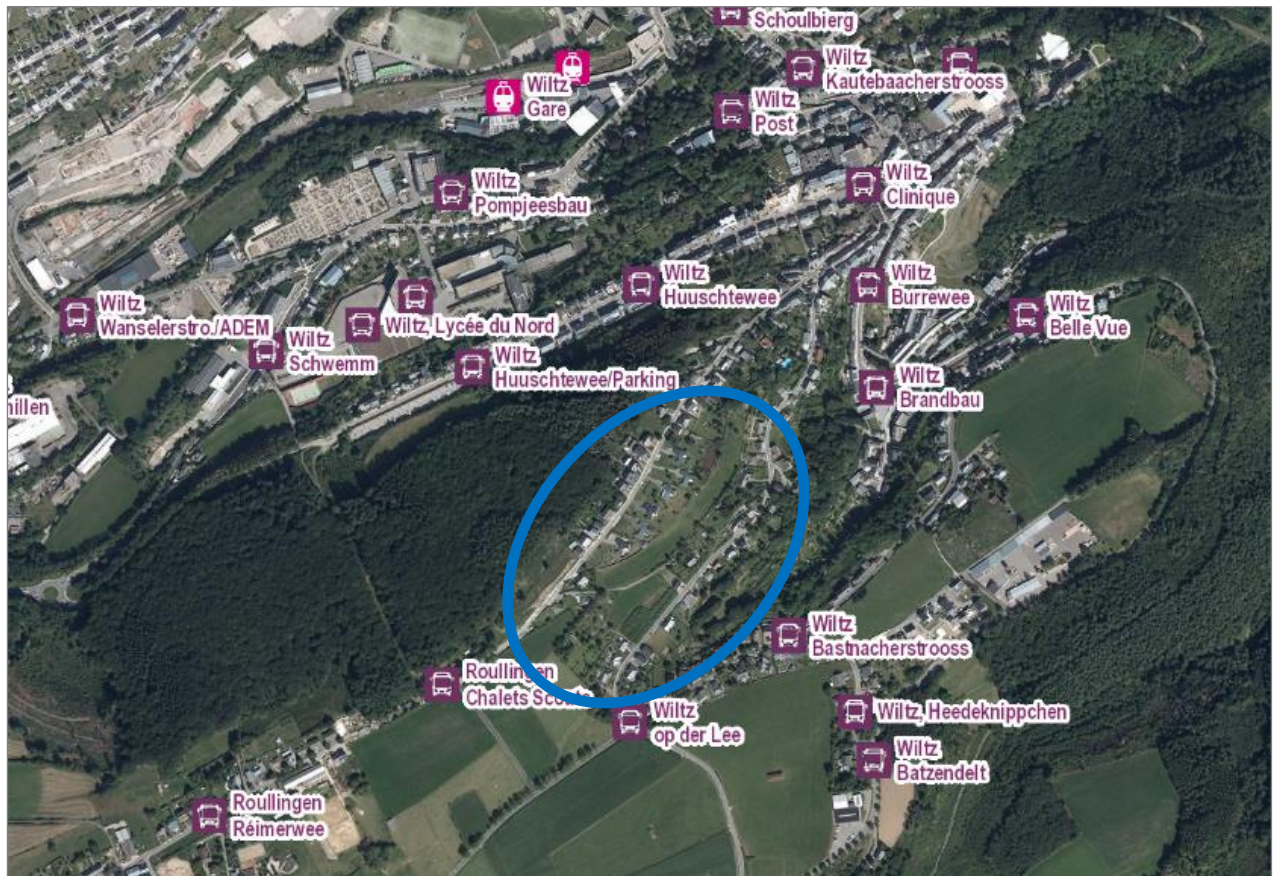 Schoulbierg
Wiltz
Kautebaacherstrooss
Wiltz
Gare
Wiltz
Post
Wiltz
Pompjeesbau
Wiltz
Clinique
Wiltz
Huuschtewee
Wiltz
Burrewee
Wiltz
Belle Vue
Wiltz
Wanselerstro./ADEM
Wiltz, Lycée du Nord
Wiltz
Schwemm
Wiltz
Huuschtewee/Parking
Wiltz
Brandbau
millen
Wiltz
Bastnacherstrooss
Roullingen
Chalets Scouts
Wiltz
op der Lee
Wiltz, Heedeknippchen
Wiltz
Batzendelt
Roullingen
Réimerwee